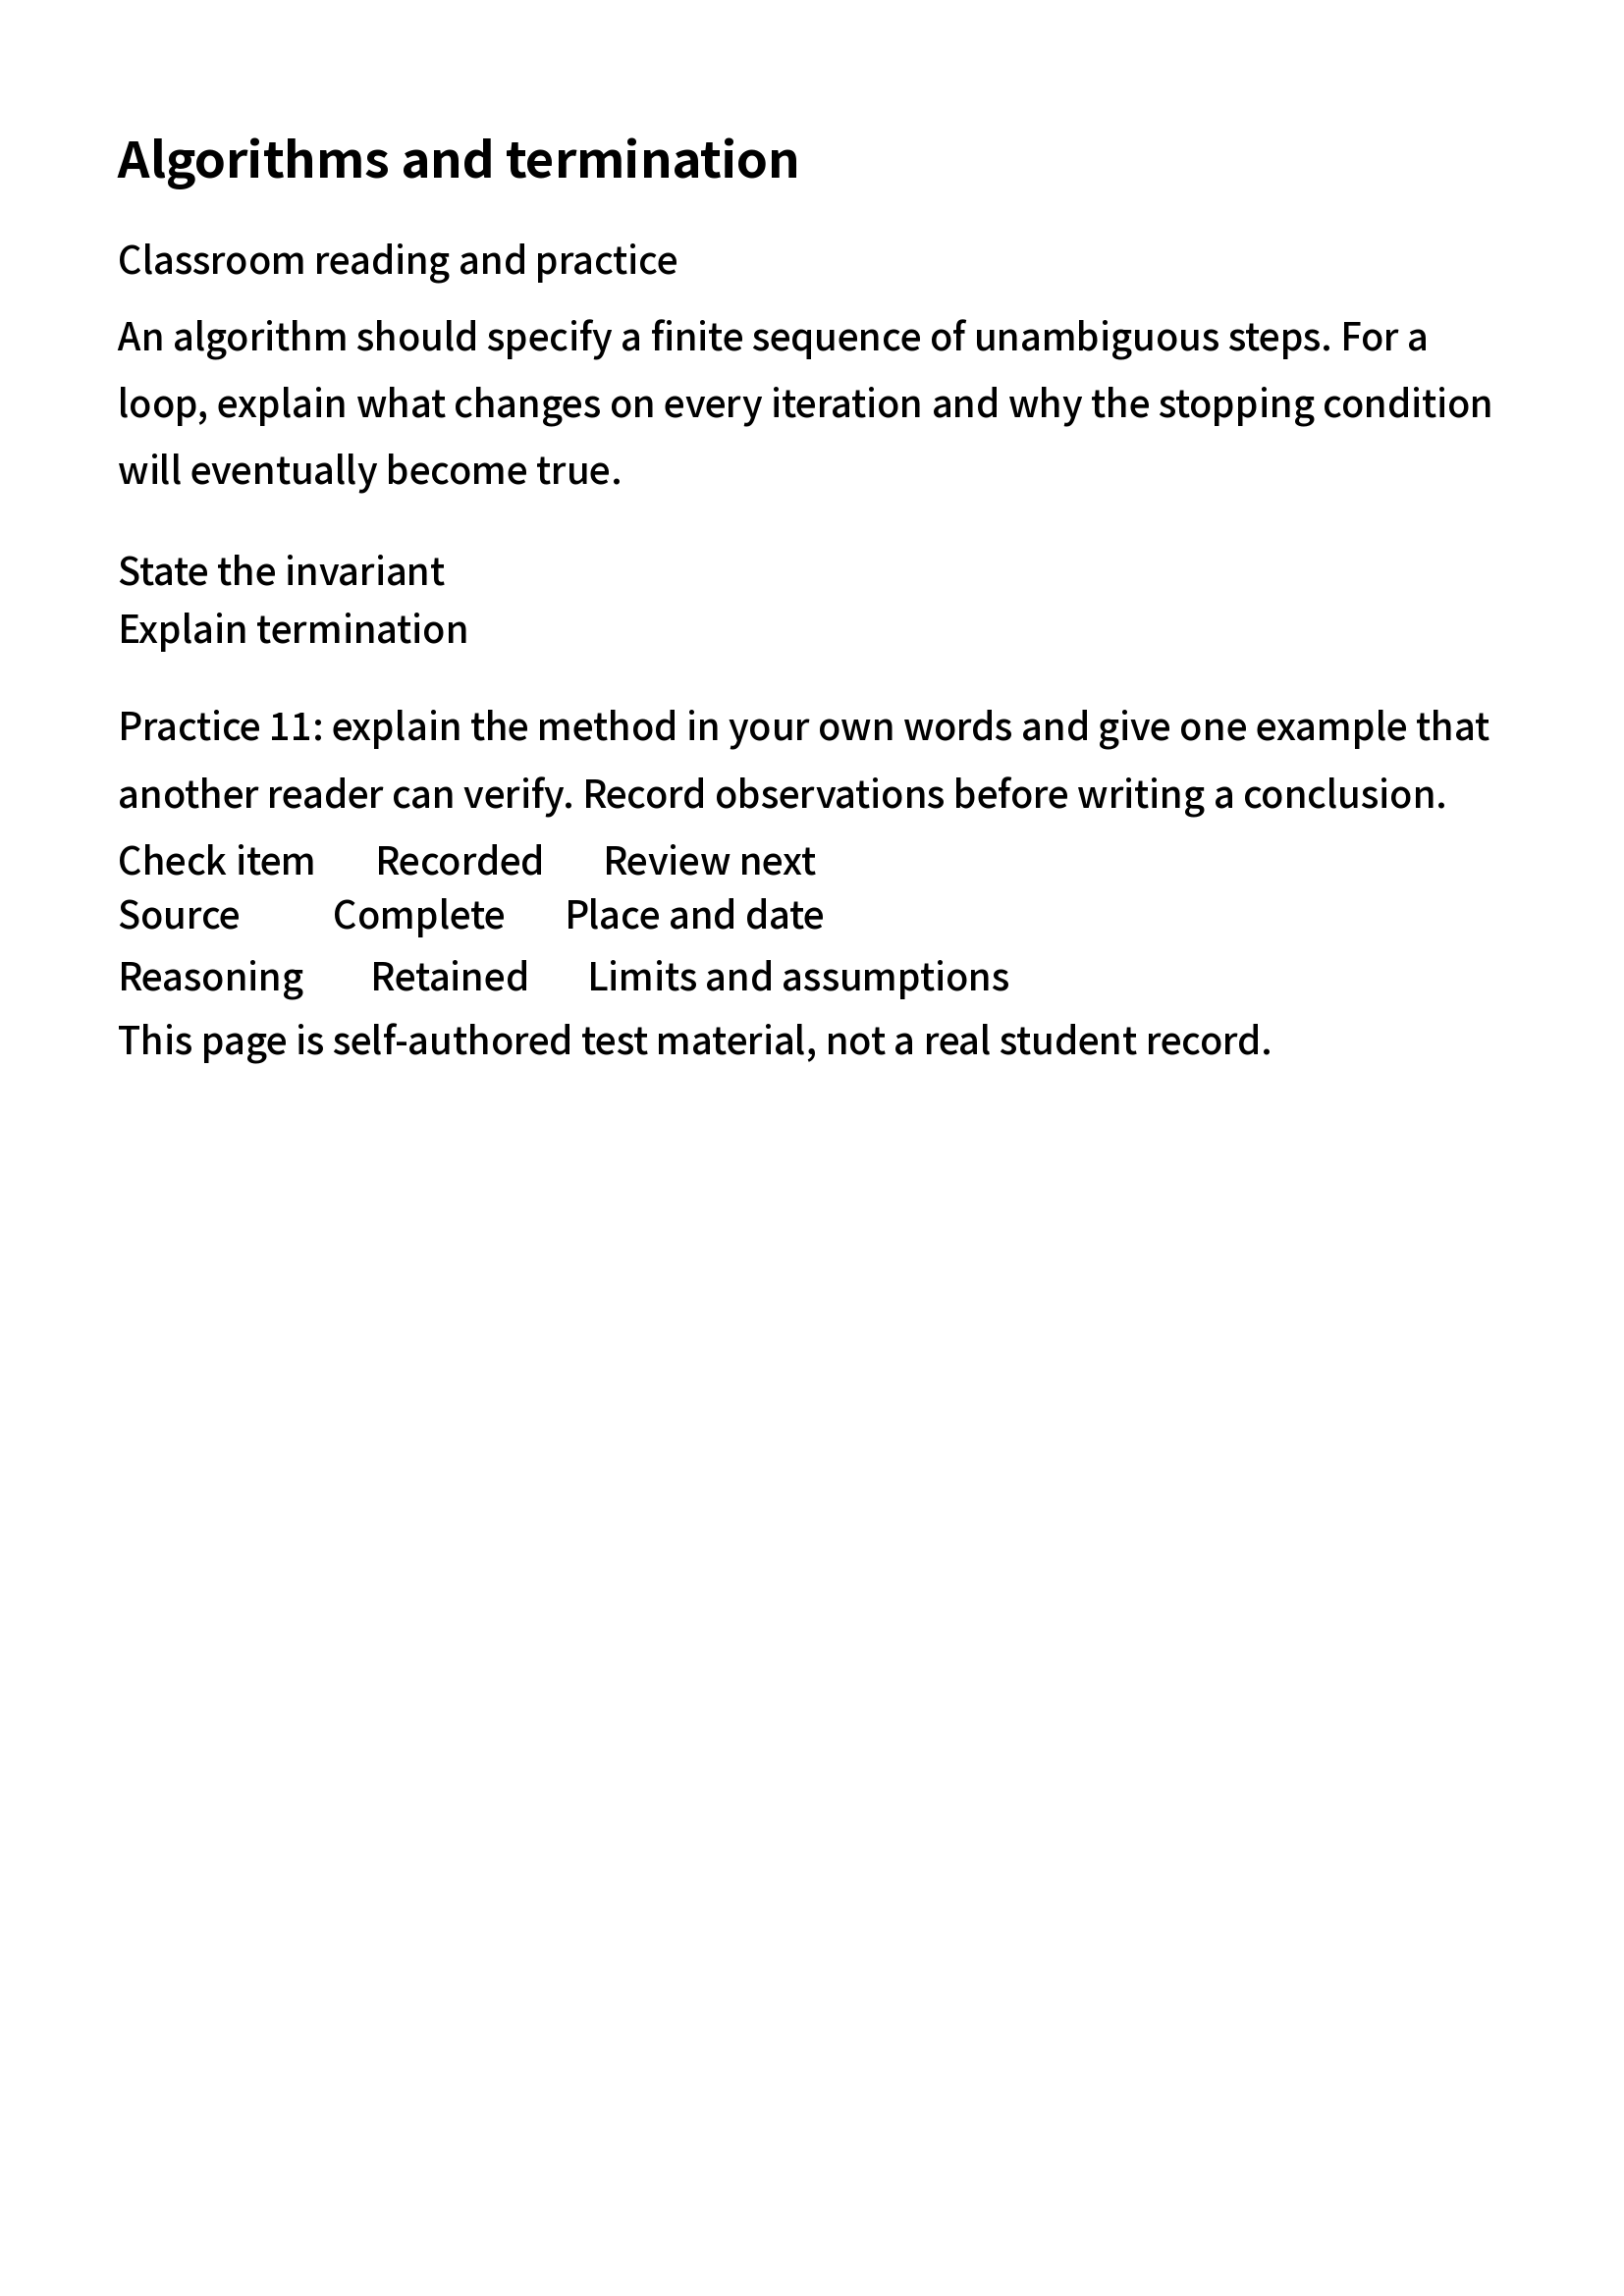 Algorithms and termination
Classroom reading and practice
An algorithm should specify a finite sequence of unambiguous steps. For a
loop, explain what changes on every iteration and why the stopping condition
will eventually become true.
State the invariant
Explain termination
Practice 11: explain the method in your own words and give one example that
another reader can verify. Record observations before writing a conclusion.
Check item Recorded Review next
Source Complete Place and date
Reasoning Retained Limits and assumptions
This page is self-authored test material, not a real student record.